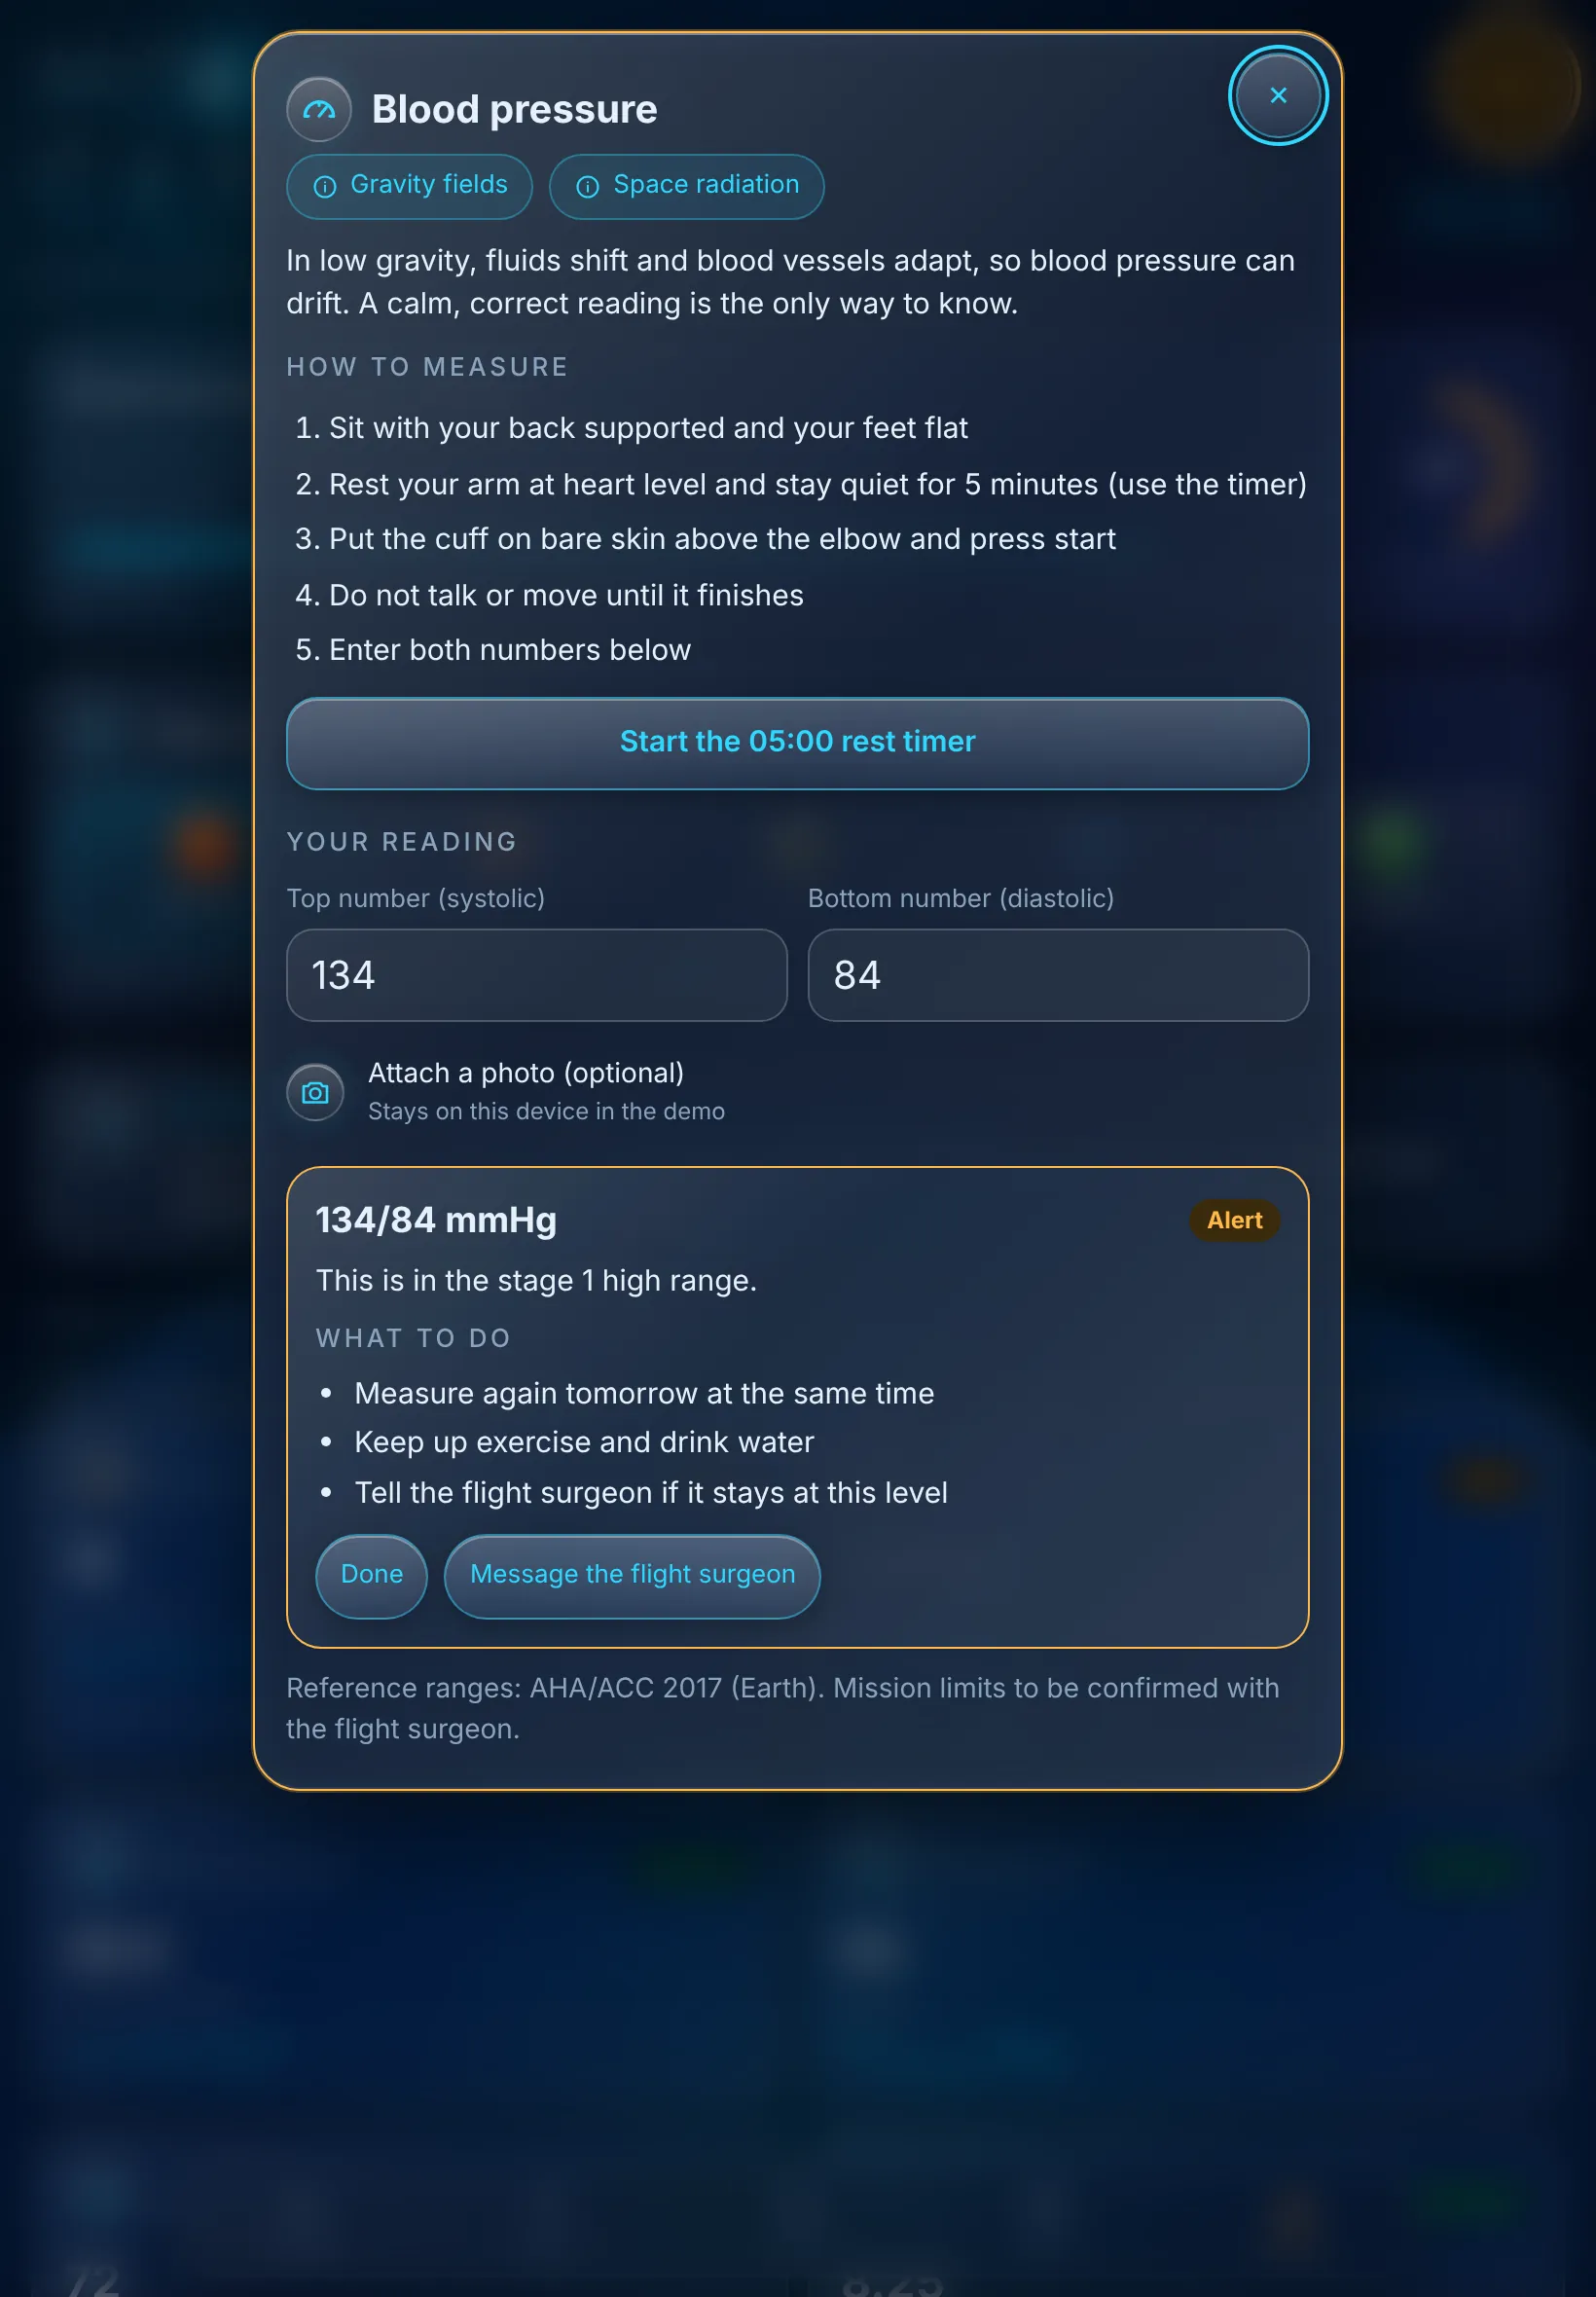 Blood pressure
Gravity fields
Space radiation
In low gravity, fluids shift and blood vessels adapt, so blood pressure can
drift. A calm, correct reading is the only way to know.
HOW TO MEASURE
1. Sit with your back supported and your feet flat
2. Rest your arm at heart level and stay quiet for 5 minutes (use the timer)
3. Put the cuff on bare skin above the elbow and press start
4. Do not talk or move until it finishes
5. Enter both numbers below
Start the 05:00 rest timer
YOUR READING
Top number (systolic)
Bottom number (diastolic)
134
84
Attach a photo (optional)
Stays on this device in the demo
134/84 mmHg
Alert
This is in the stage 1 high range.
WHAT TO DO
• Measure again tomorrow at the same time
• Keep up exercise and drink water
• Tell the flight surgeon if it stays at this level
Done
Message the flight surgeon
Reference ranges: AHA/ACC 2017 (Earth). Mission limits to be confirmed with
the flight surgeon.
72
8.25